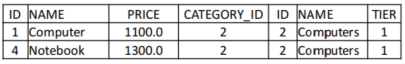 ID NAME PRICE CATEGORY_ID ID NAME TIER
1 Computer 1100.0 2 2 Computers 1
4 Notebook 1300.0 2 2 Computers 1